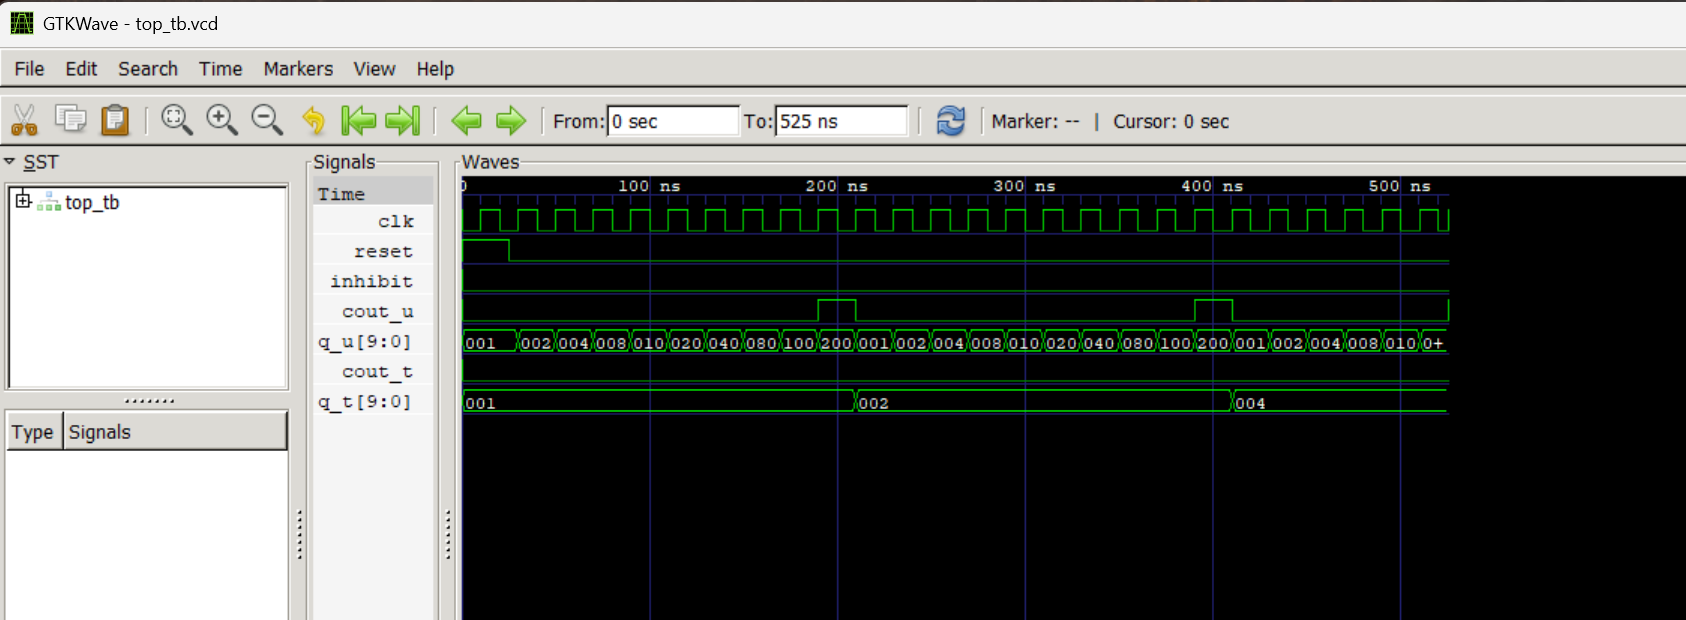 GTKWave - top_tb.vcd
File Edit Search Time Markers View Help
From: 0 sec To: 525 ns Marker: -- | Cursor: 0 sec
SST Signals Waves
top_tb
Time 0 100 ns 200 ns 300 ns 400 ns 500 ns
clk
reset
inhibit
cout_u
q_u[9:0] 001 002 004 008 010 020 040 080 100 200 001 002 004 008 010 020 040 080 100 200 001 002 004 008 010 0+
cout_t
q_t[9:0] 001 002 004
Type Signals